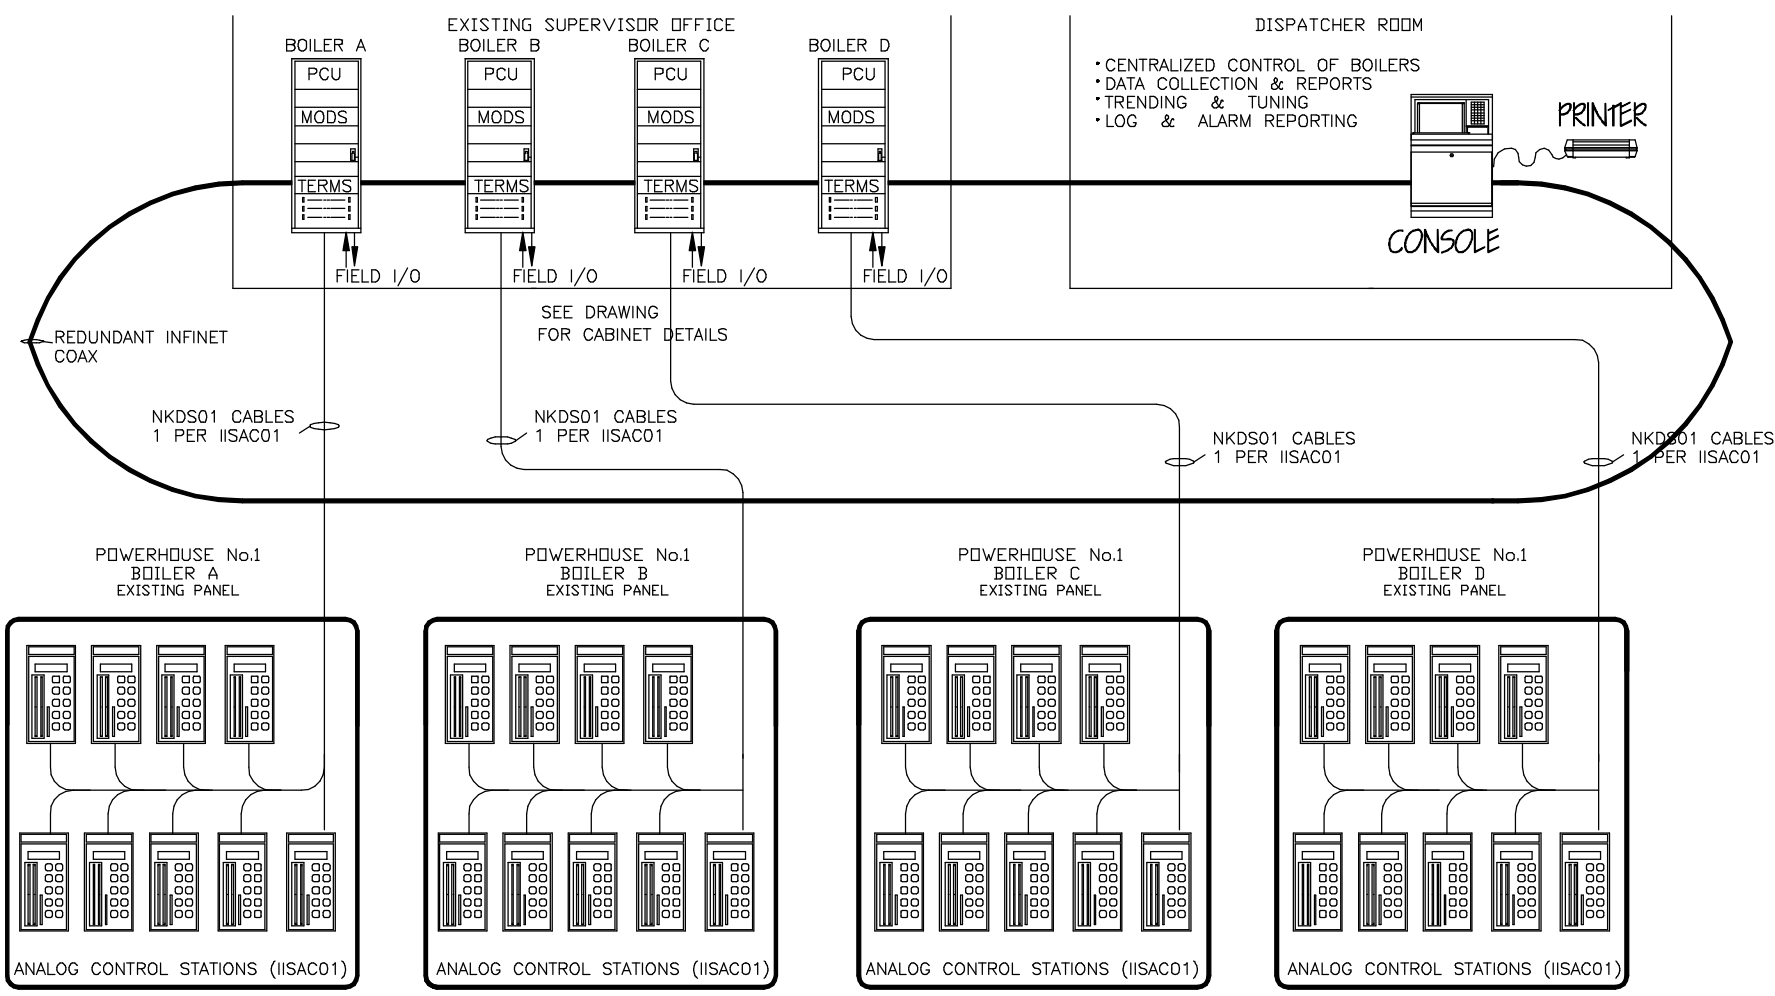 EXISTING SUPERVISOR OFFICE
DISPATCHER ROOM
BOILER A
BOILER B
BOILER C
BOILER D
PCU
PCU
PCU
PCU
MODS
MODS
MODS
MODS
TERMS
TERMS
TERMS
TERMS
• CENTRALIZED CONTROL OF BOILERS
• DATA COLLECTION & REPORTS
• TRENDING & TUNING
• LOG & ALARM REPORTING
PRINTER
CONSOLE
FIELD I/O
FIELD I/O
FIELD I/O
FIELD I/O
SEE DRAWING
FOR CABINET DETAILS
REDUNDANT INFINET
COAX
NKDS01 CABLES
1 PER IISAC01
NKDS01 CABLES
1 PER IISAC01
NKDS01 CABLES
1 PER IISAC01
NKDS01 CABLES
1 PER IISAC01
POWERHOUSE No.1
BOILER A
EXISTING PANEL
POWERHOUSE No.1
BOILER B
EXISTING PANEL
POWERHOUSE No.1
BOILER C
EXISTING PANEL
POWERHOUSE No.1
BOILER D
EXISTING PANEL
ANALOG CONTROL STATIONS (IISAC01)
ANALOG CONTROL STATIONS (IISAC01)
ANALOG CONTROL STATIONS (IISAC01)
ANALOG CONTROL STATIONS (IISAC01)